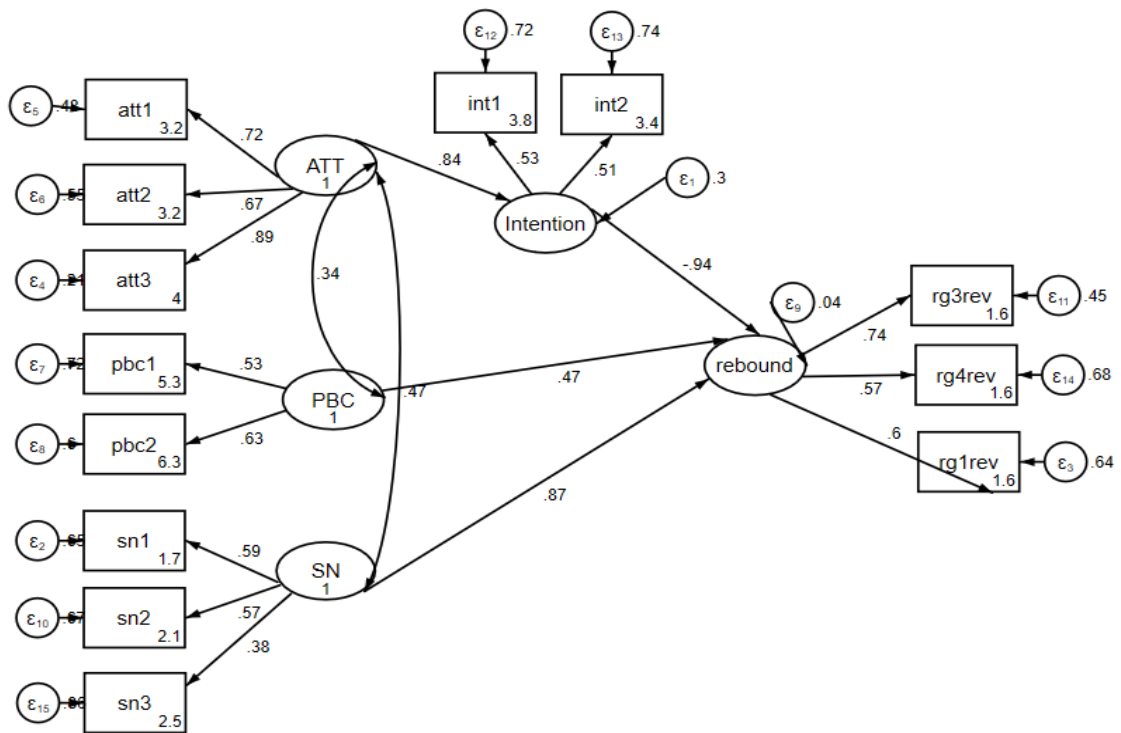 ε₁₂ .72
ε₁₃ .74
int1 3.8
int2 3.4
ε₅
att1 3.2
.72
ATT 1
.84
.53
.51
ε₁ .3
ε₆
att2 3.2
.67
Intention
.89
ε₄
att3 4
.34
-.94
ε₉ .04
rg3rev 1.6
ε₁₁ .45
.74
ε₇
pbc1 5.3
.53
PBC 1
.47
.47
rebound
.57
rg4rev 1.6
ε₁₄ .68
ε₈
pbc2 6.3
.63
.6
rg1rev 1.6
ε₃ .64
.87
ε₂
sn1 1.7
.59
SN 1
ε₁₀
sn2 2.1
.57
.38
ε₁₅
sn3 2.5